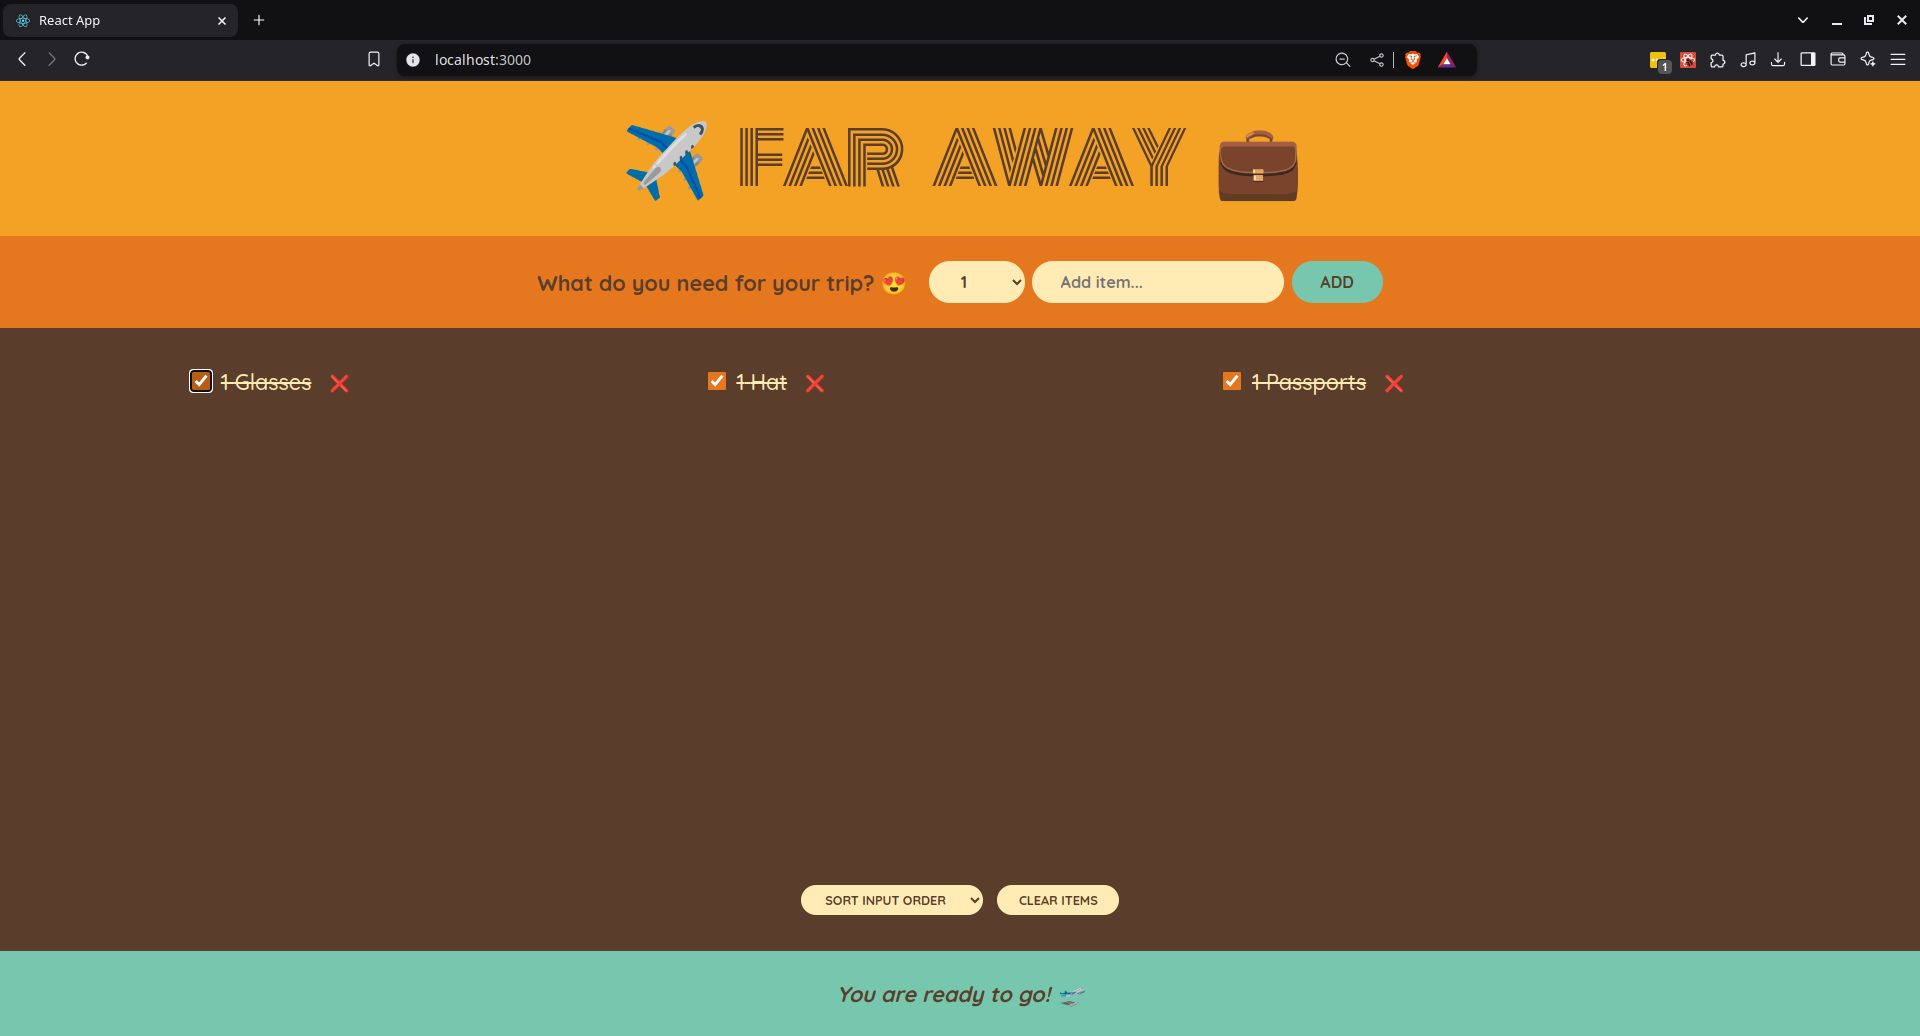 React App
localhost:3000
1
FAR AWAY
What do you need for your trip? 😍 1 Add item... ADD
1 Glasses ❌ 1 Hat ❌ 1 Passports ❌
SORT INPUT ORDER CLEAR ITEMS
You are ready to go! 🛫